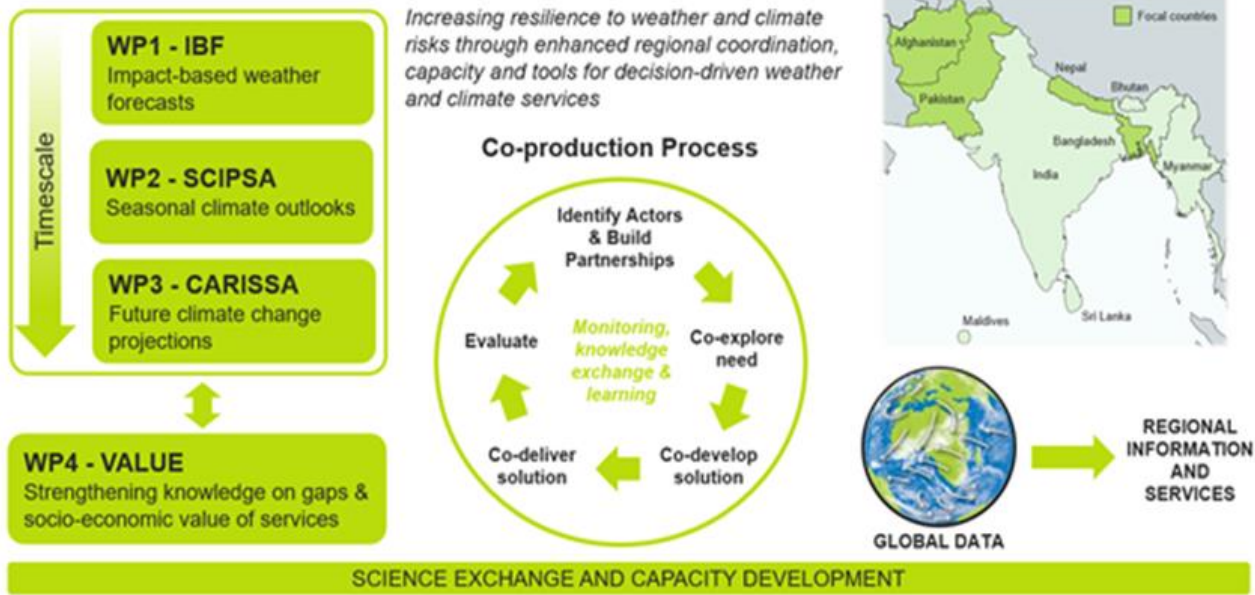 Timescale
WP1 - IBF
Impact-based weather
forecasts
WP2 - SCIPSA
Seasonal climate outlooks
WP3 - CARISSA
Future climate change
projections
WP4 - VALUE
Strengthening knowledge on gaps &
socio-economic value of services
Increasing resilience to weather and climate
risks through enhanced regional coordination,
capacity and tools for decision-driven weather
and climate services
Co-production Process
Identify Actors
& Build
Partnerships
Co-explore
need
Co-develop
solution
Co-deliver
solution
Evaluate
Monitoring,
knowledge
exchange &
learning
Focal countries
Afghanistan
Pakistan
Nepal
Bhutan
Bangladesh
India
Myanmar
Maldives
Sri Lanka
GLOBAL DATA
REGIONAL
INFORMATION
AND
SERVICES
SCIENCE EXCHANGE AND CAPACITY DEVELOPMENT